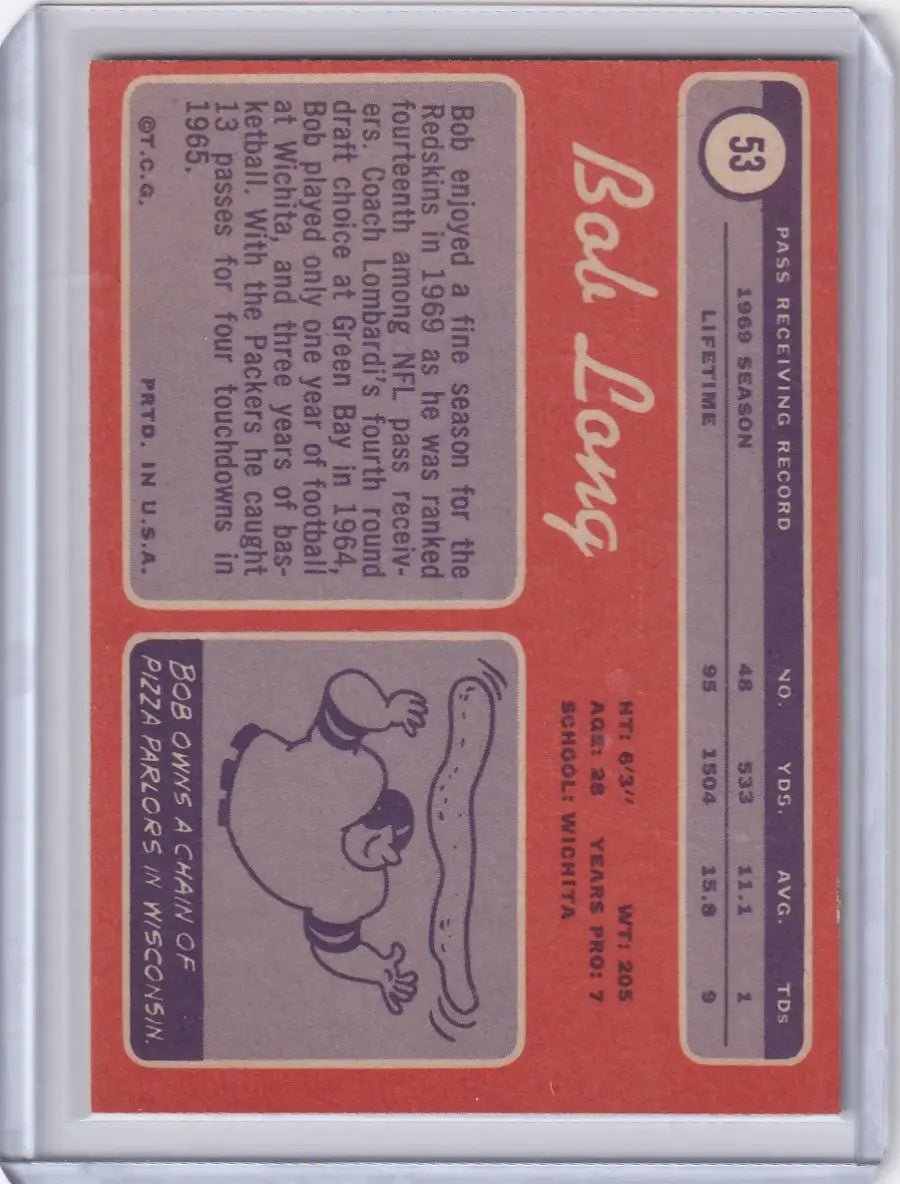 53
PASS RECEIVING RECORD NO. YDS. AVG. TDs
1969 SEASON 48 533 11.1 1
LIFETIME 95 1504 15.8 9
Bob Long
HT: 6'3" WT: 205
AGE: 28 YEARS PRO: 7
SCHOOL: WICHITA
Bob enjoyed a fine season for the
Redskins in 1969 as he was ranked
fourteenth among NFL pass receiv-
ers. Coach Lombardi's fourth round
draft choice at Green Bay in 1964,
Bob played only one year of football
at Wichita, and three years of bas-
ketball. With the Packers he caught
13 passes for four touchdowns in
1965.
©T.C.G. PRTD. IN U.S.A.
BOB OWNS A CHAIN OF
PIZZA PARLORS IN WISCONSIN.